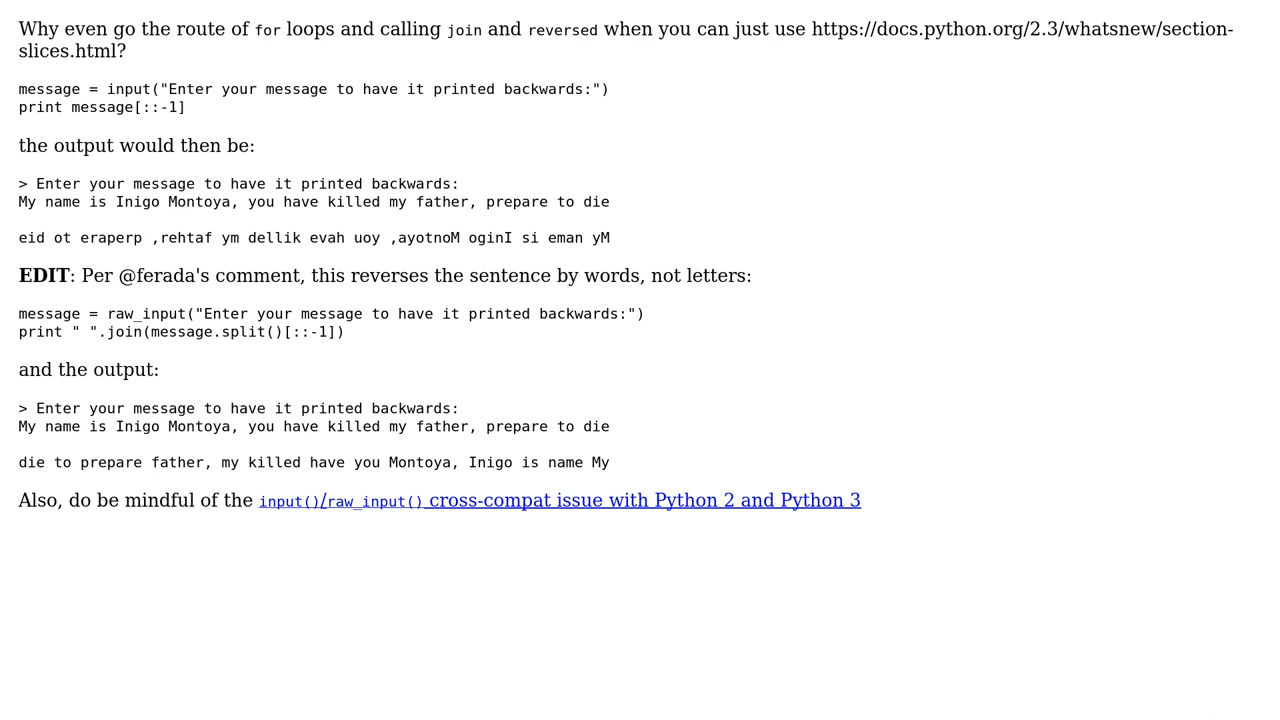 Why even go the route of for loops and calling join and reversed when you can just use https://docs.python.org/2.3/whatsnew/section-
slices.html?
message = input("Enter your message to have it printed backwards:")
print message[::-1]
the output would then be:
> Enter your message to have it printed backwards:
My name is Inigo Montoya, you have killed my father, prepare to die
eid ot eraperp ,rehtaf ym dellik evah uoy ,ayotnoM oginI si eman yM
EDIT: Per @ferada's comment, this reverses the sentence by words, not letters:
message = raw_input("Enter your message to have it printed backwards:")
print " ".join(message.split()[::-1])
and the output:
> Enter your message to have it printed backwards:
My name is Inigo Montoya, you have killed my father, prepare to die
die to prepare father, my killed have you Montoya, Inigo is name My
Also, do be mindful of the input()/raw_input() cross-compat issue with Python 2 and Python 3